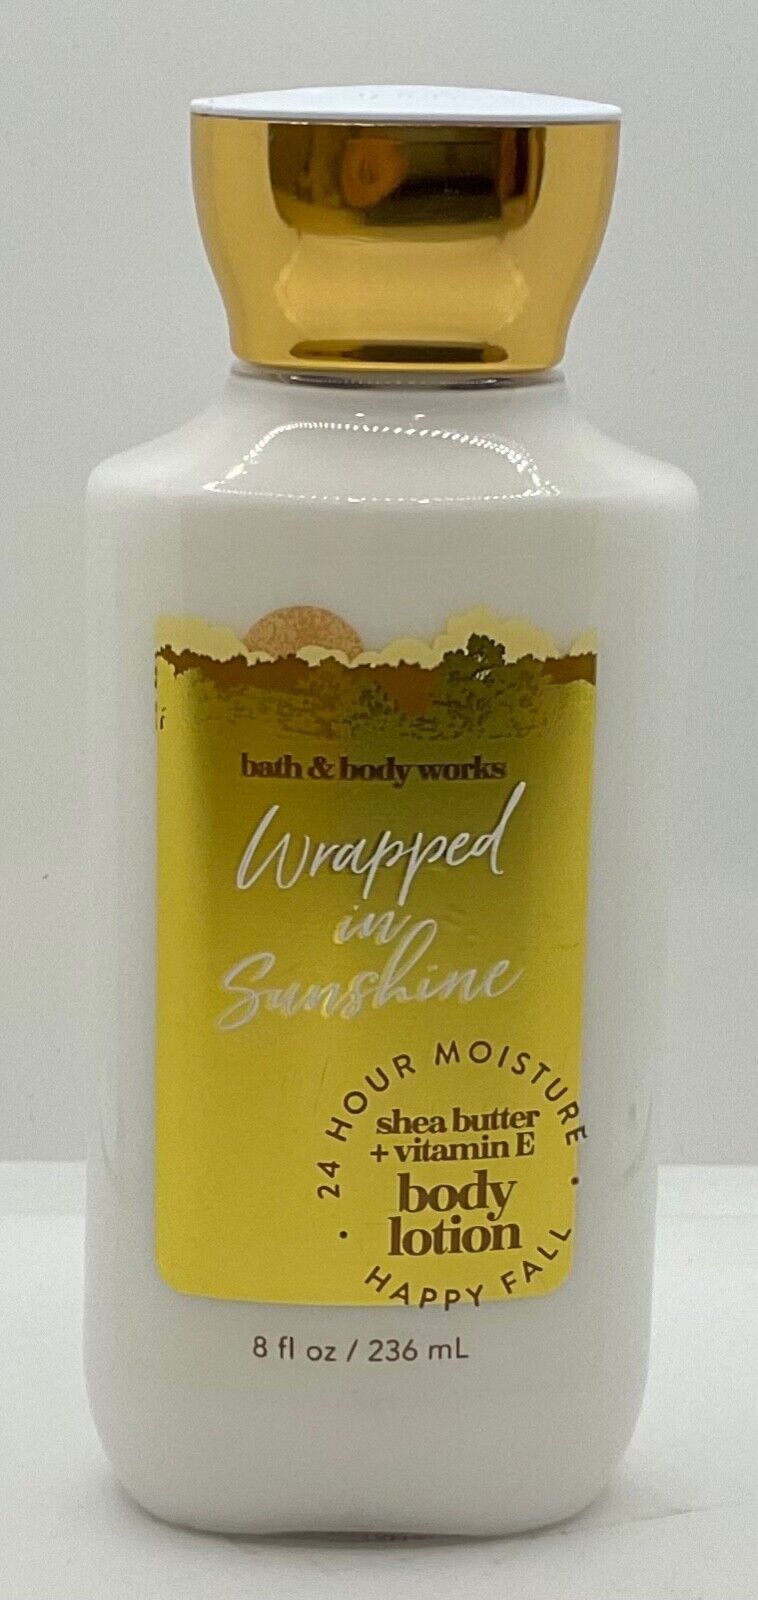 bath & body works
Wrapped
in
Sunshine
24 HOUR MOISTURE
shea butter
+ vitamin E
body
lotion
HAPPY FALL
8 fl oz / 236 mL